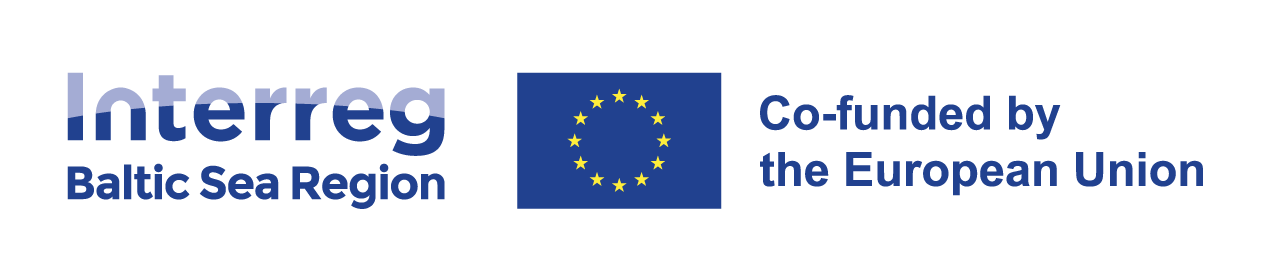 Interreg
Baltic Sea Region
Co-funded by
the European Union